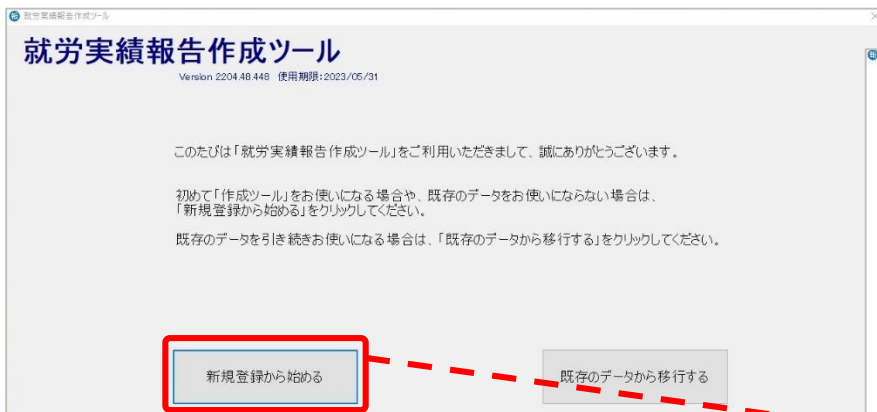 就労実績報告作成ツール
就労実績報告作成ツール
Version 2204.48.448 使用期限:2023/05/31
このたびは「就労実績報告作成ツール」をご利用いただきまして、誠にありがとうございます。
初めて「作成ツール」をお使いになる場合や、既存のデータをお使いにならない場合は、
「新規登録から始める」をクリックしてください。
既存のデータを引き続きお使いになる場合は、「既存のデータから移行する」をクリックしてください。
新規登録から始める
既存のデータから移行する